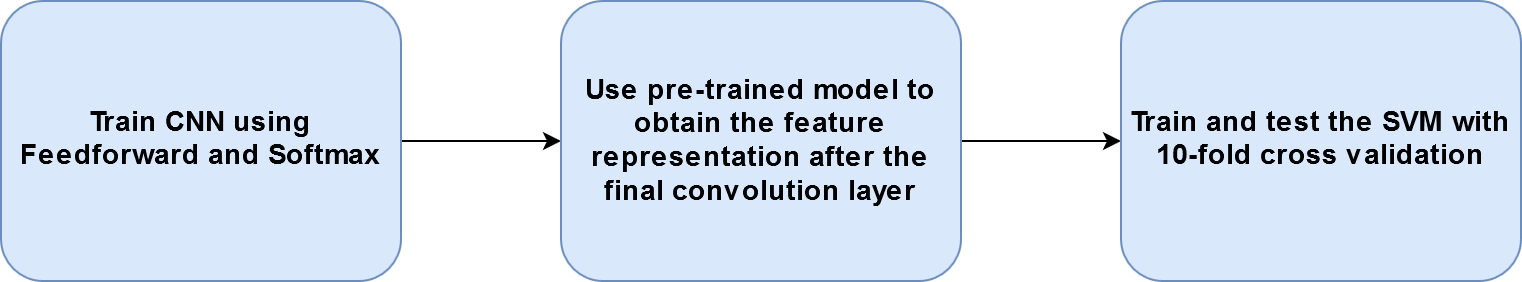 Train CNN using
Feedforward and Softmax
Use pre-trained model to
obtain the feature
representation after the
final convolution layer
Train and test the SVM with
10-fold cross validation